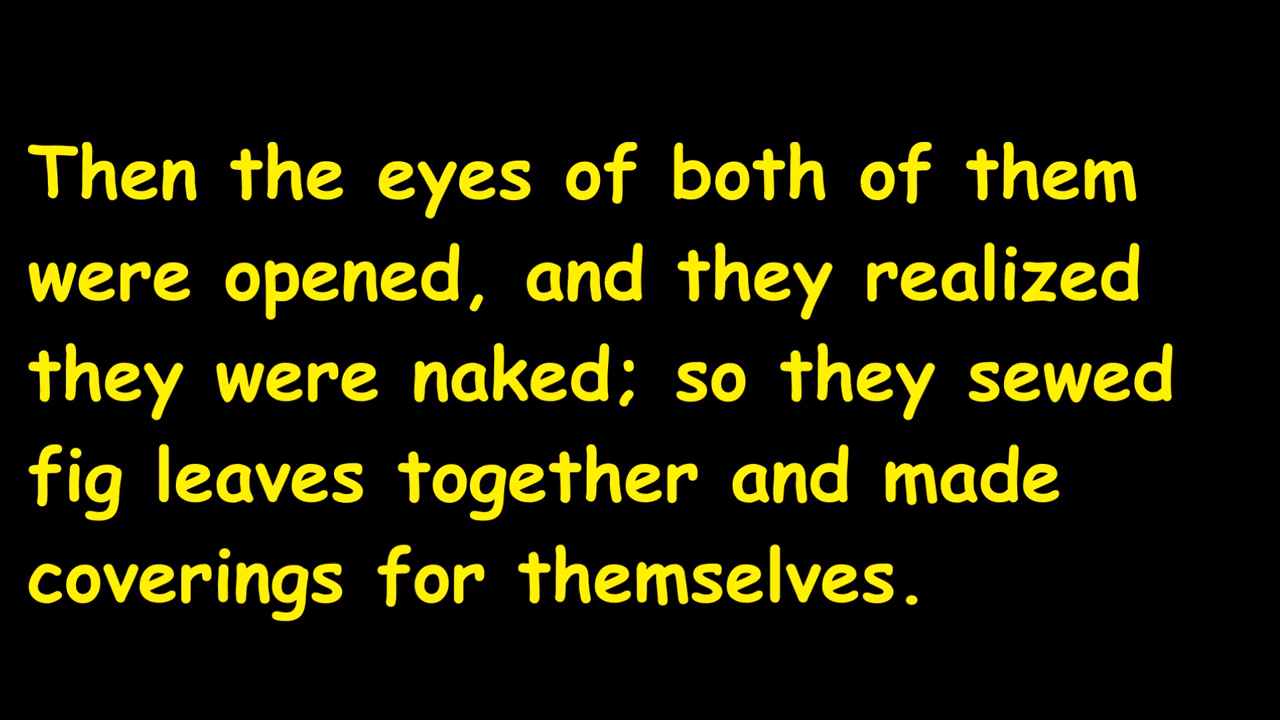 Then the eyes of both of them
were opened, and they realized
they were naked; so they sewed
fig leaves together and made
coverings for themselves.